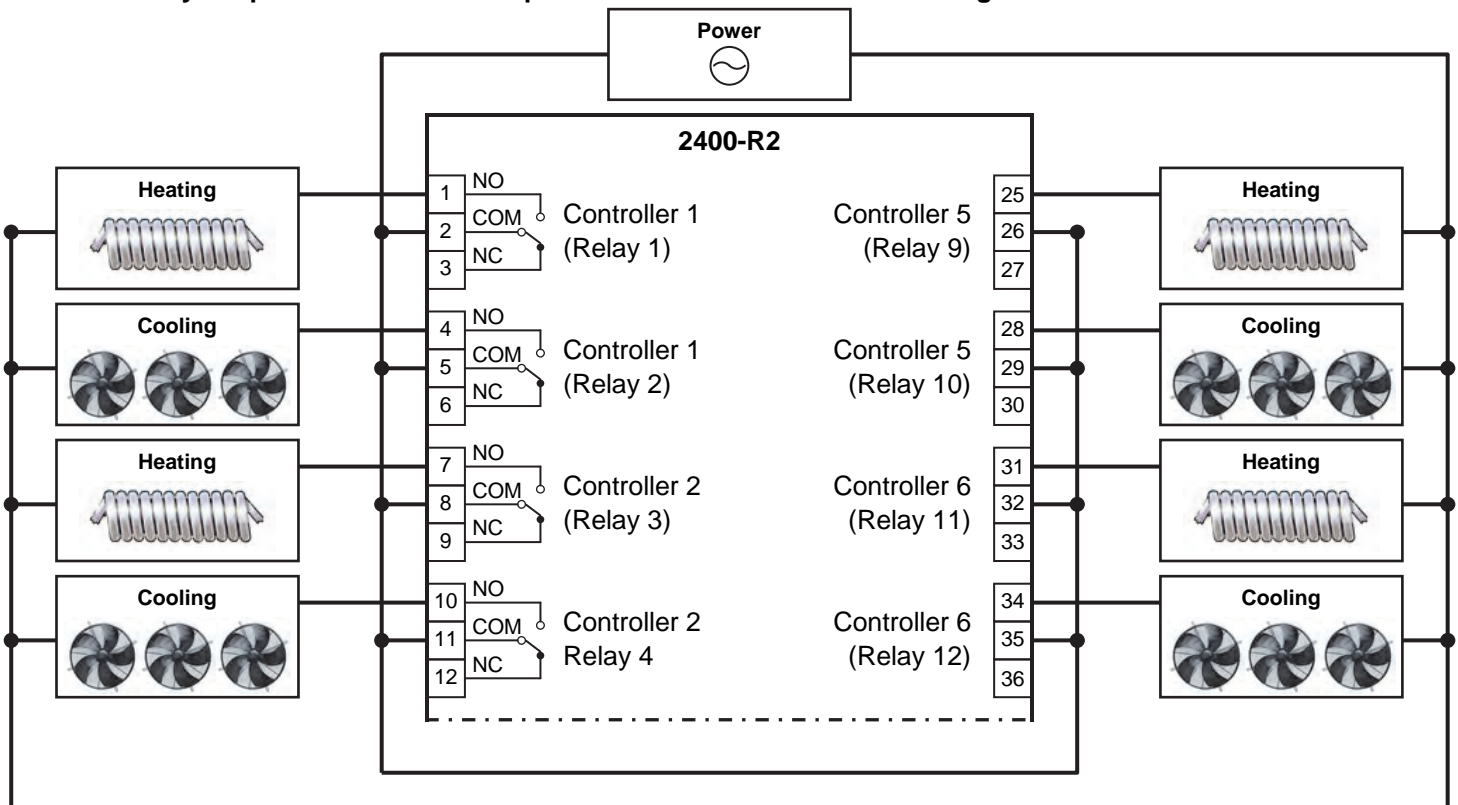 Power
2400-R2
Heating
1 NO
2 COM
3 NC
Controller 1
(Relay 1)
Cooling
4 NO
5 COM
6 NC
Controller 1
(Relay 2)
Heating
7 NO
8 COM
9 NC
Controller 2
(Relay 3)
Cooling
10 NO
11 COM
12 NC
Controller 2
Relay 4
Controller 5
(Relay 9)
25
26
27
Heating
Controller 5
(Relay 10)
28
29
30
Cooling
Controller 6
(Relay 11)
31
32
33
Heating
Controller 6
(Relay 12)
34
35
36
Cooling